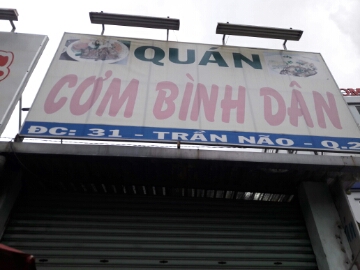 QUÁN
CƠM BÌNH DÂN
ĐC: 31 - TRẦN NÃO - Q.2